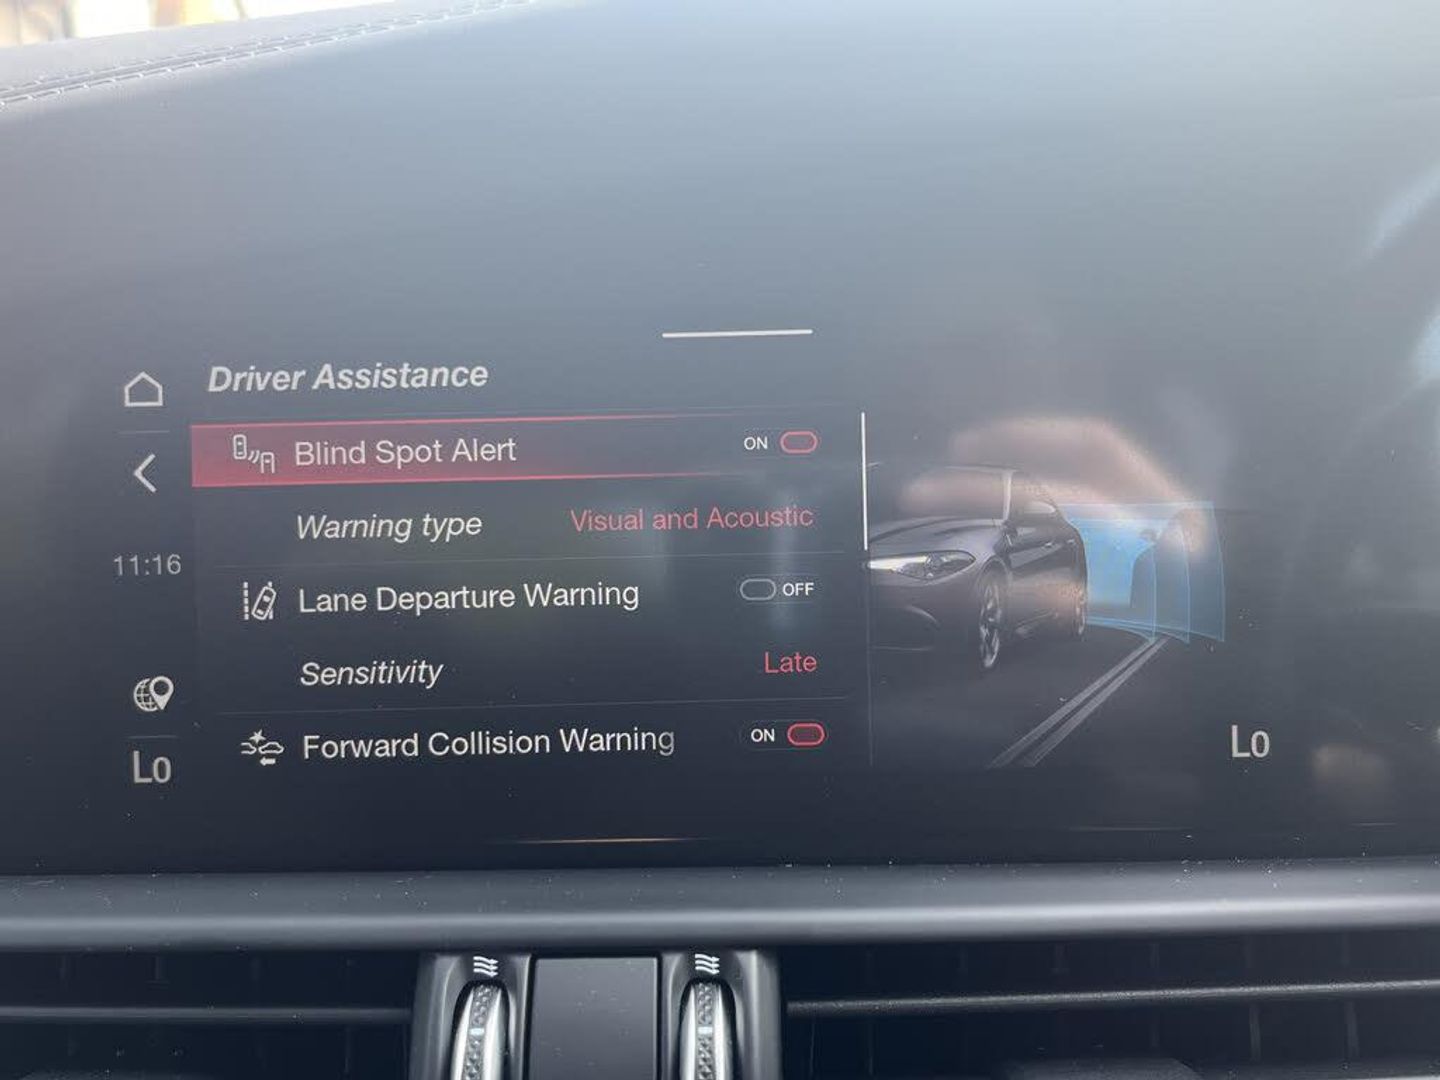 Driver Assistance
Blind Spot Alert ON
Warning type Visual and Acoustic
11:16
Lane Departure Warning OFF
Sensitivity Late
Forward Collision Warning ON
Lo Lo